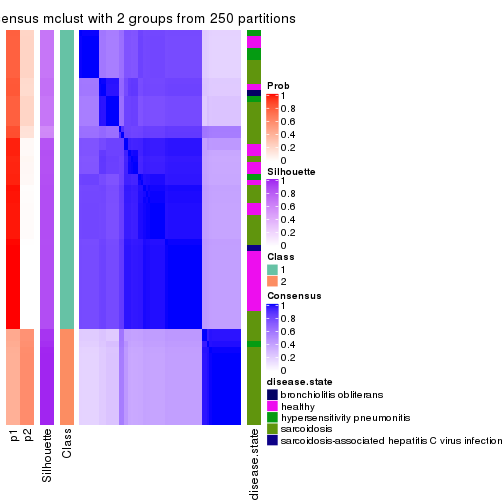 ensus mclust with 2 groups from 250 partitions
Prob
1
0.8
0.6
0.4
0.2
0
Silhouette
1
0.8
0.6
0.4
0.2
0
Class
1
2
Consensus
1
0.8
0.6
0.4
0.2
0
disease.state
bronchiolitis obliterans
healthy
hypersensitivity pneumonitis
sarcoidosis
sarcoidosis-associated hepatitis C virus infection
p1
p2
Silhouette
Class
disease.state